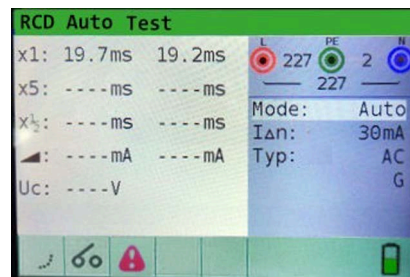 RCD Auto Test
x1: 19.7ms 19.2ms
x5: ----ms ----ms
x½: ----ms ----ms
◢: ----mA ----mA
Uc: ----V
L PE N
227 2
227
Mode: Auto
I∆n: 30mA
Typ: AC
G